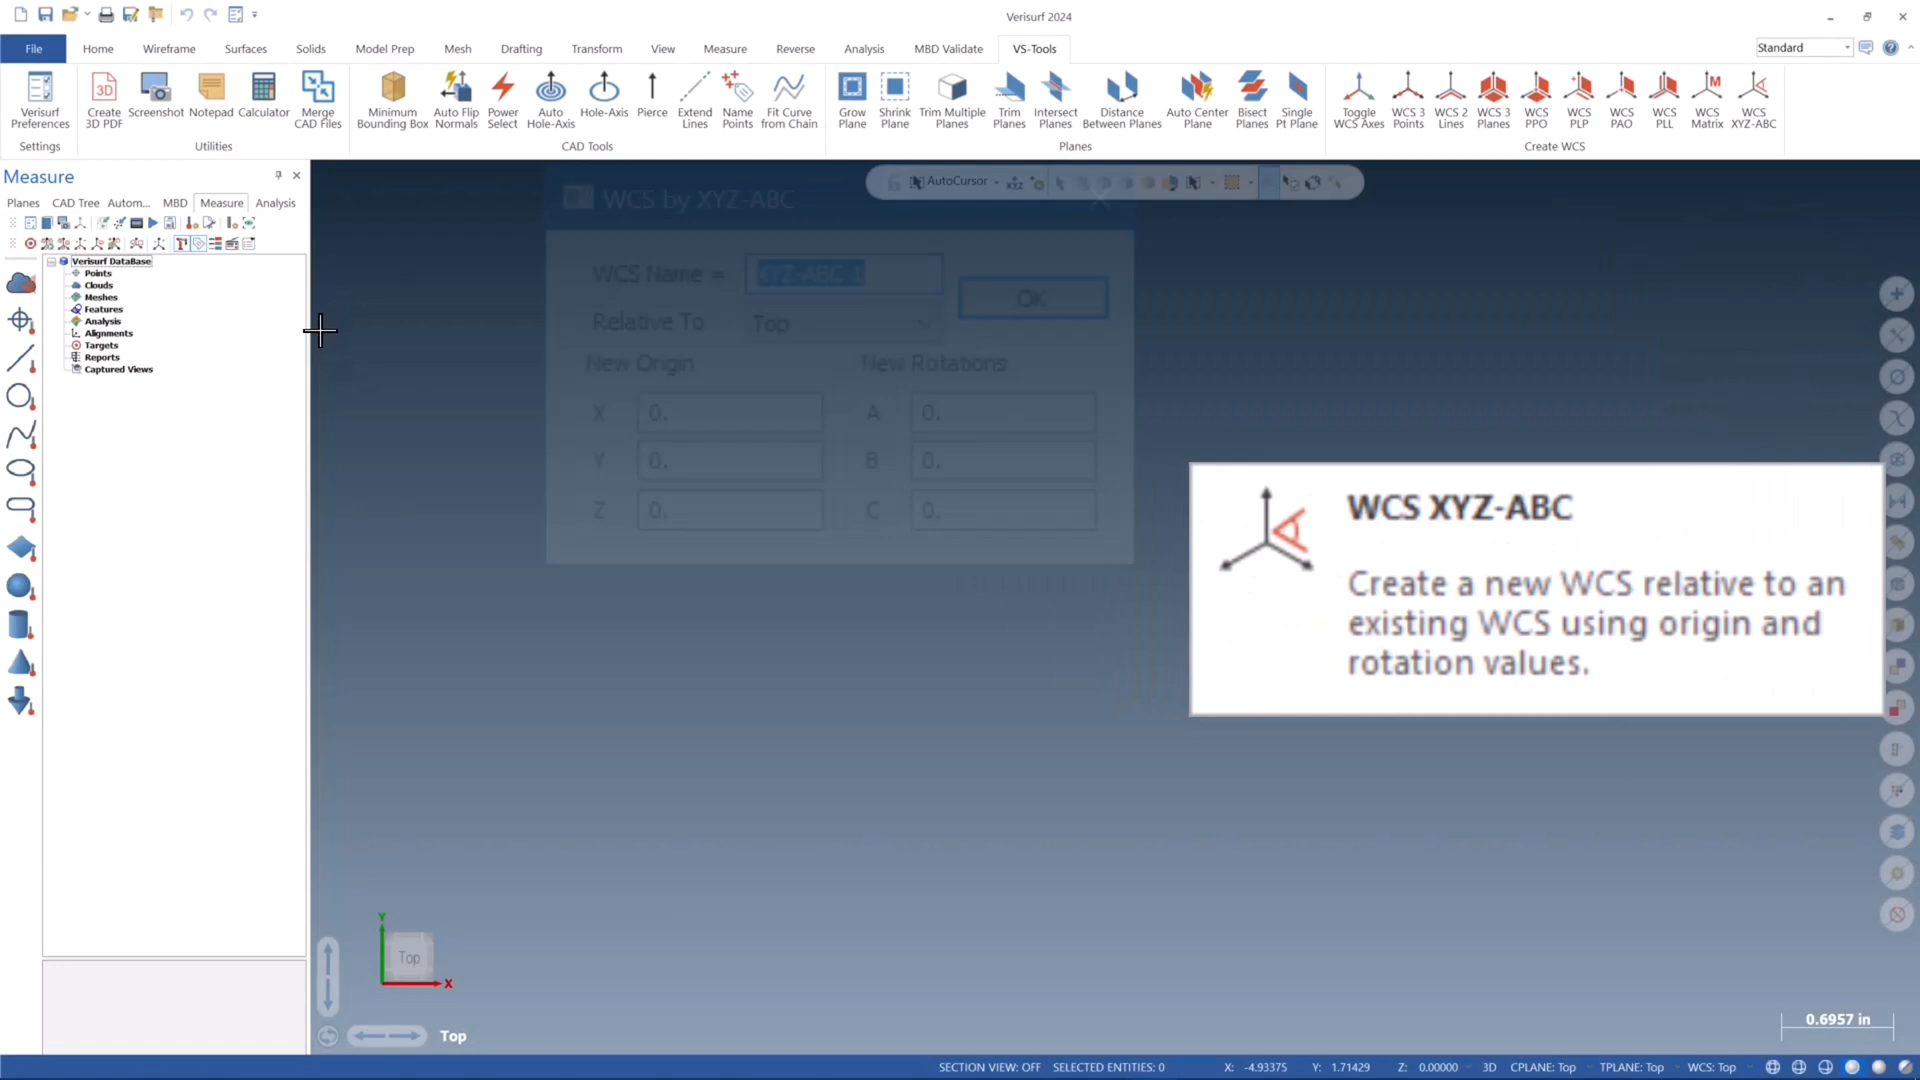 Verisurf 2024
File Home Wireframe Surfaces Solids Model Prep Mesh Drafting Transform View Measure Reverse Analysis MBD Validate VS-Tools Standard
Verisurf Preferences
Create 3D PDF
Screenshot
Notepad
Calculator
Merge CAD Files
Minimum Bounding Box
Auto Flip Normals
Power Select
Auto Hole-Axis
Hole-Axis
Pierce
Extend Lines
Name Points
Fit Curve from Chain
Grow Plane
Shrink Plane
Trim Multiple Planes
Trim Planes
Intersect Planes
Distance Between Planes
Auto Center Plane
Bisect Planes
Single Pt Plane
Toggle WCS Axes
WCS 3 Points
WCS 2 Lines
WCS 3 Planes
WCS PPO
WCS PLP
WCS PAO
WCS PLL
WCS Matrix
WCS XYZ-ABC
Settings Utilities CAD Tools Planes Create WCS
Measure
Planes CAD Tree Autom... MBD Measure Analysis
Verisurf DataBase
Points
Clouds
Meshes
Features
Analysis
Alignments
Targets
Reports
Captured Views
AutoCursor
WCS by XYZ-ABC
WCS Name = XYZ-ABC-1
OK
Relative To Top
New Origin New Rotations
X 0. A 0.
Y 0. B 0.
Z 0. C 0.
WCS XYZ-ABC
Create a new WCS relative to an
existing WCS using origin and
rotation values.
Y
Top
X
Top
0.6957 in
SECTION VIEW: OFF SELECTED ENTITIES: 0 X: -4.93375 Y: 1.71429 Z: 0.00000 3D CPLANE: Top TPLANE: Top WCS: Top